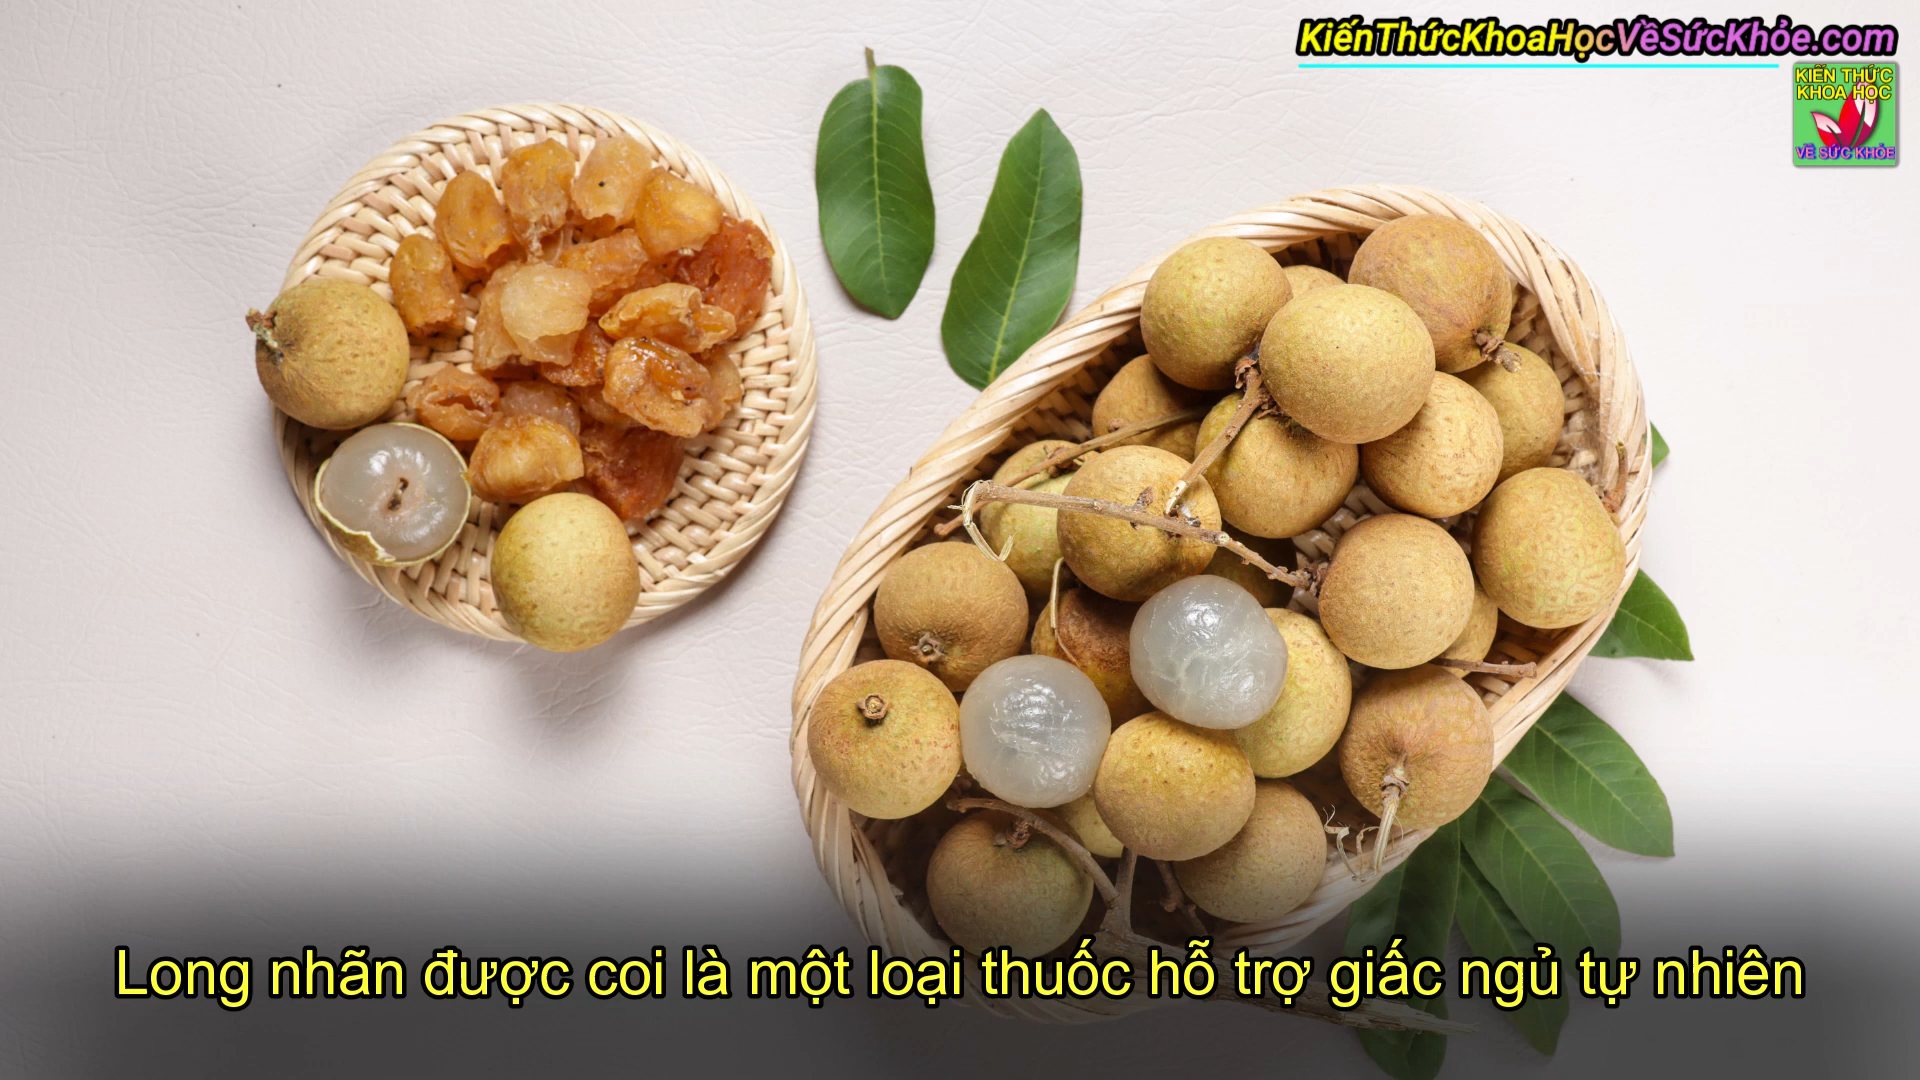 KiếnThứcKhoaHọcVềSứcKhỏe.com
KIẾN THỨC
KHOA HỌC
VỀ SỨC KHỎE
Long nhãn được coi là một loại thuốc hỗ trợ giấc ngủ tự nhiên